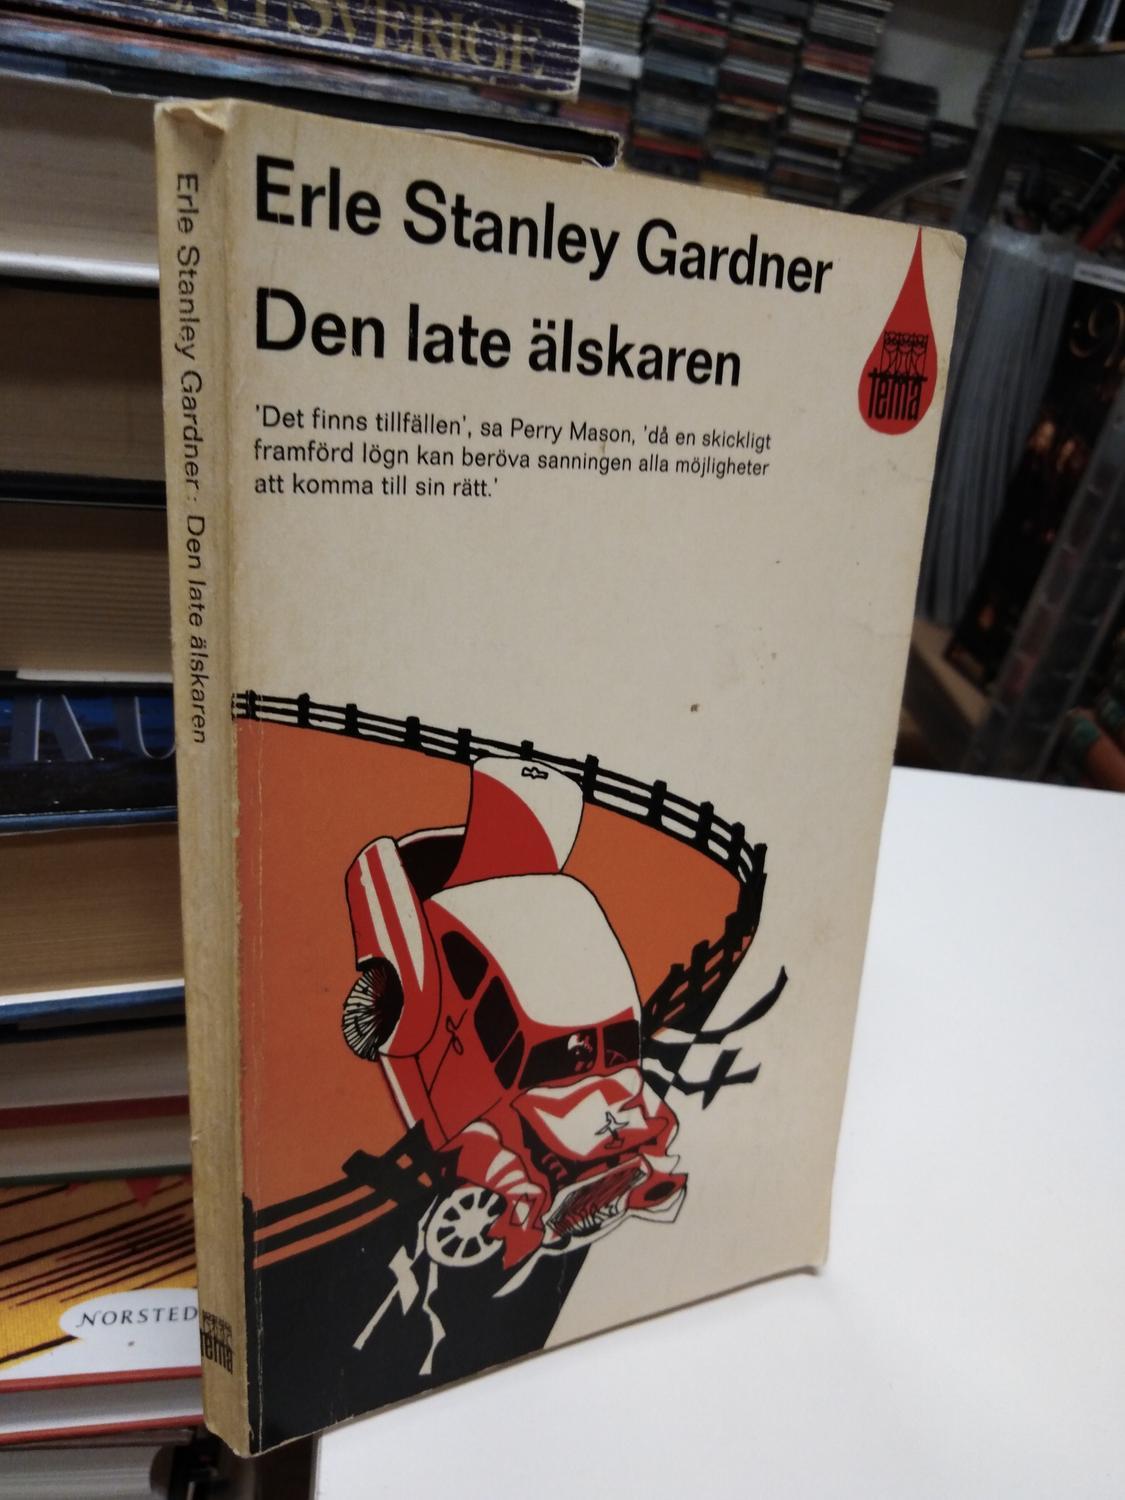 NTSVERIGE
Erle Stanley Gardner
Den late älskaren
'Det finns tillfällen', sa Perry Mason, 'då en skickligt
framförd lögn kan beröva sanningen alla möjligheter
att komma till sin rätt.'
tema
Erle Stanley Gardner: Den late älskaren
tema
NORSTED